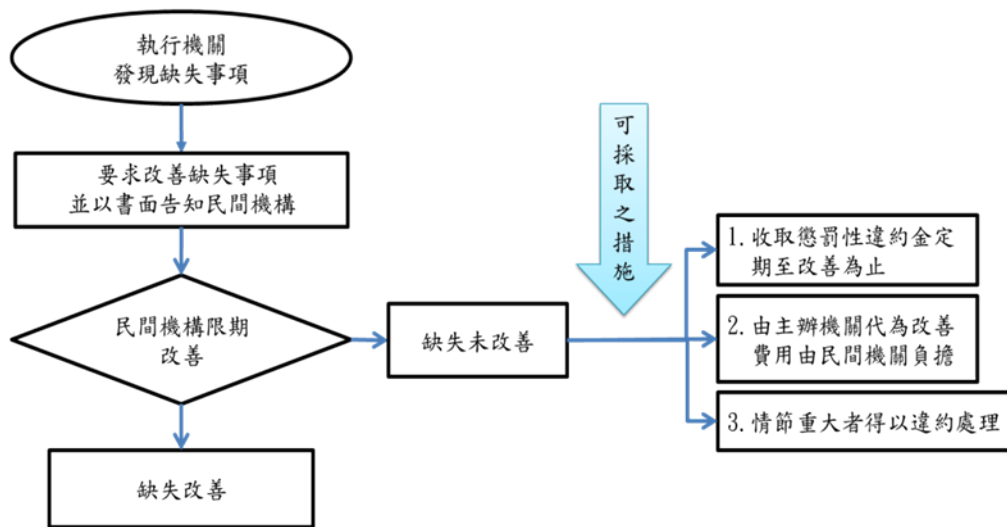 執行機關
發現缺失事項
要求改善缺失事項
並以書面告知民間機構
民間機構限期
改善
缺失改善
缺失未改善
可採取之措施
1. 收取懲罰性違約金定
期至改善為止
2. 由主辦機關代為改善
費用由民間機關負擔
3. 情節重大者得以違約處理